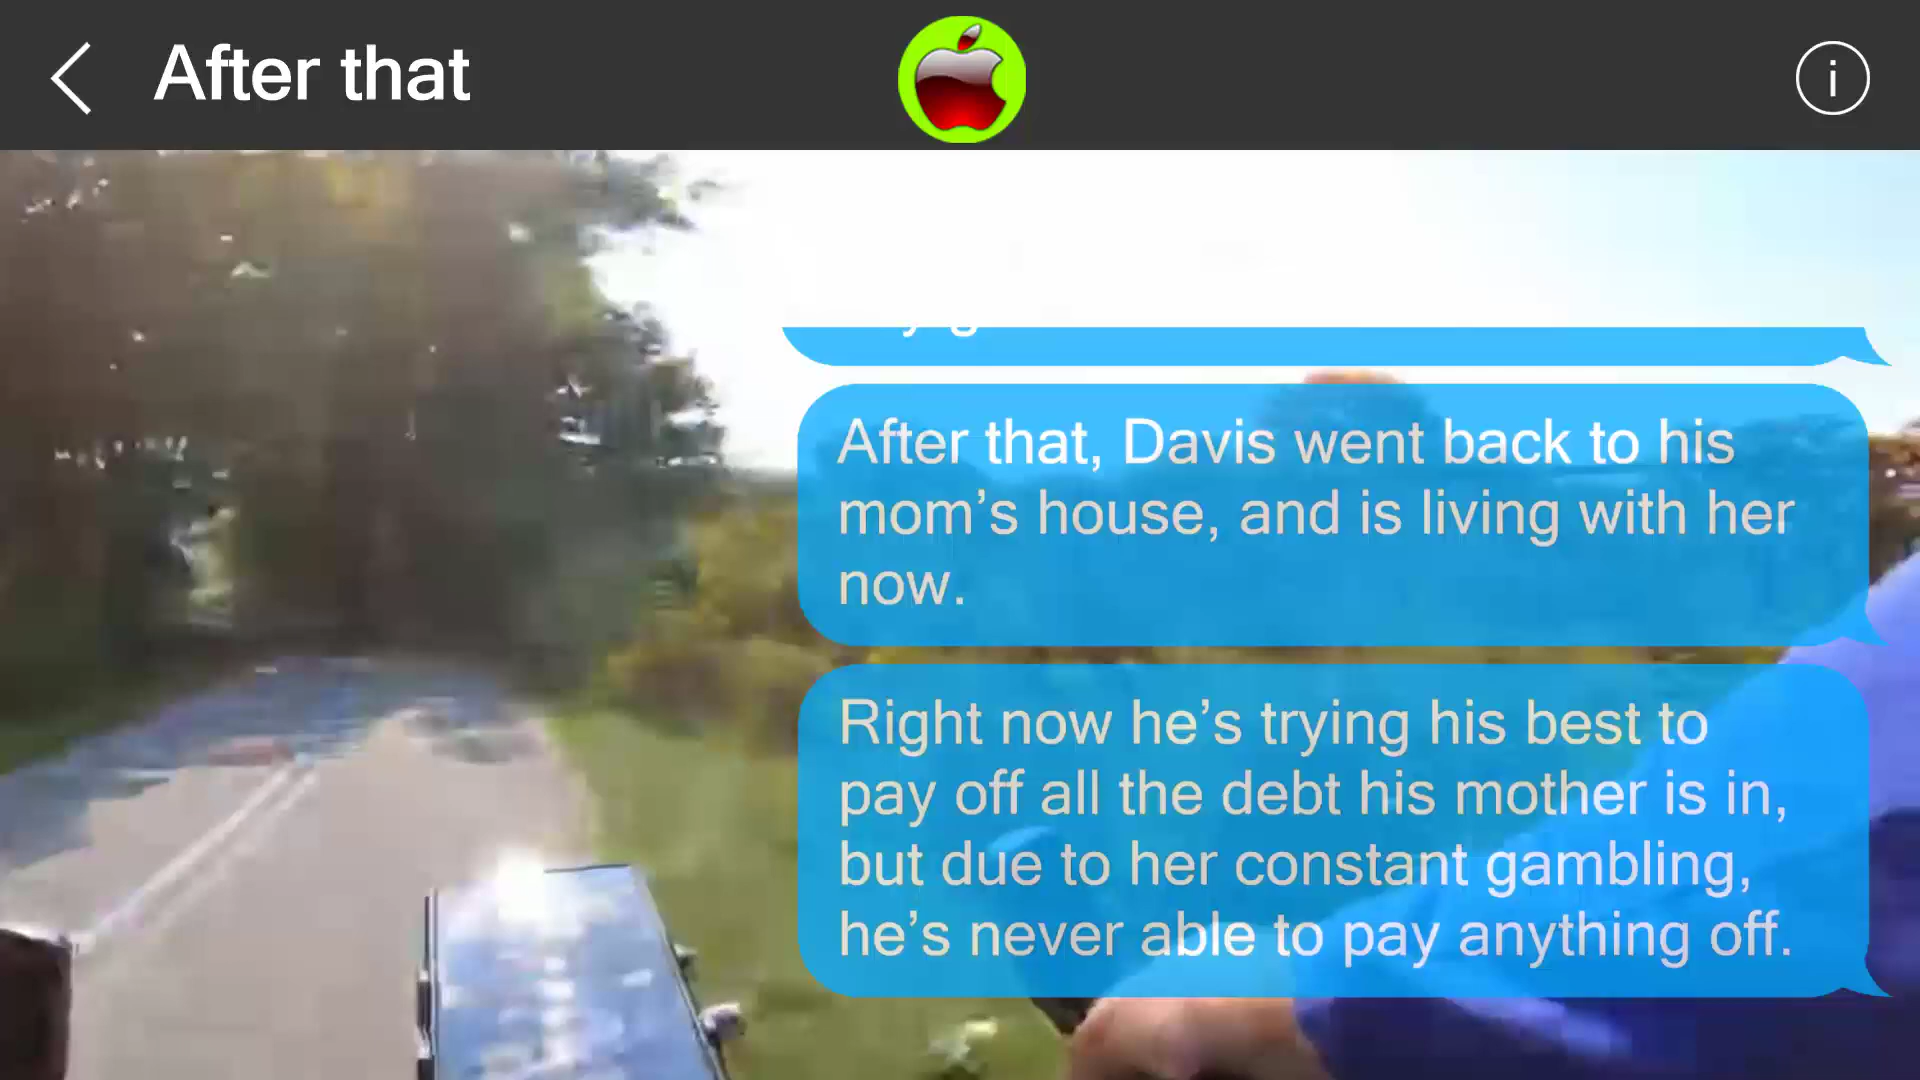 After that
After that, Davis went back to his
mom’s house, and is living with her
now.
Right now he’s trying his best to
pay off all the debt his mother is in,
but due to her constant gambling,
he’s never able to pay anything off.